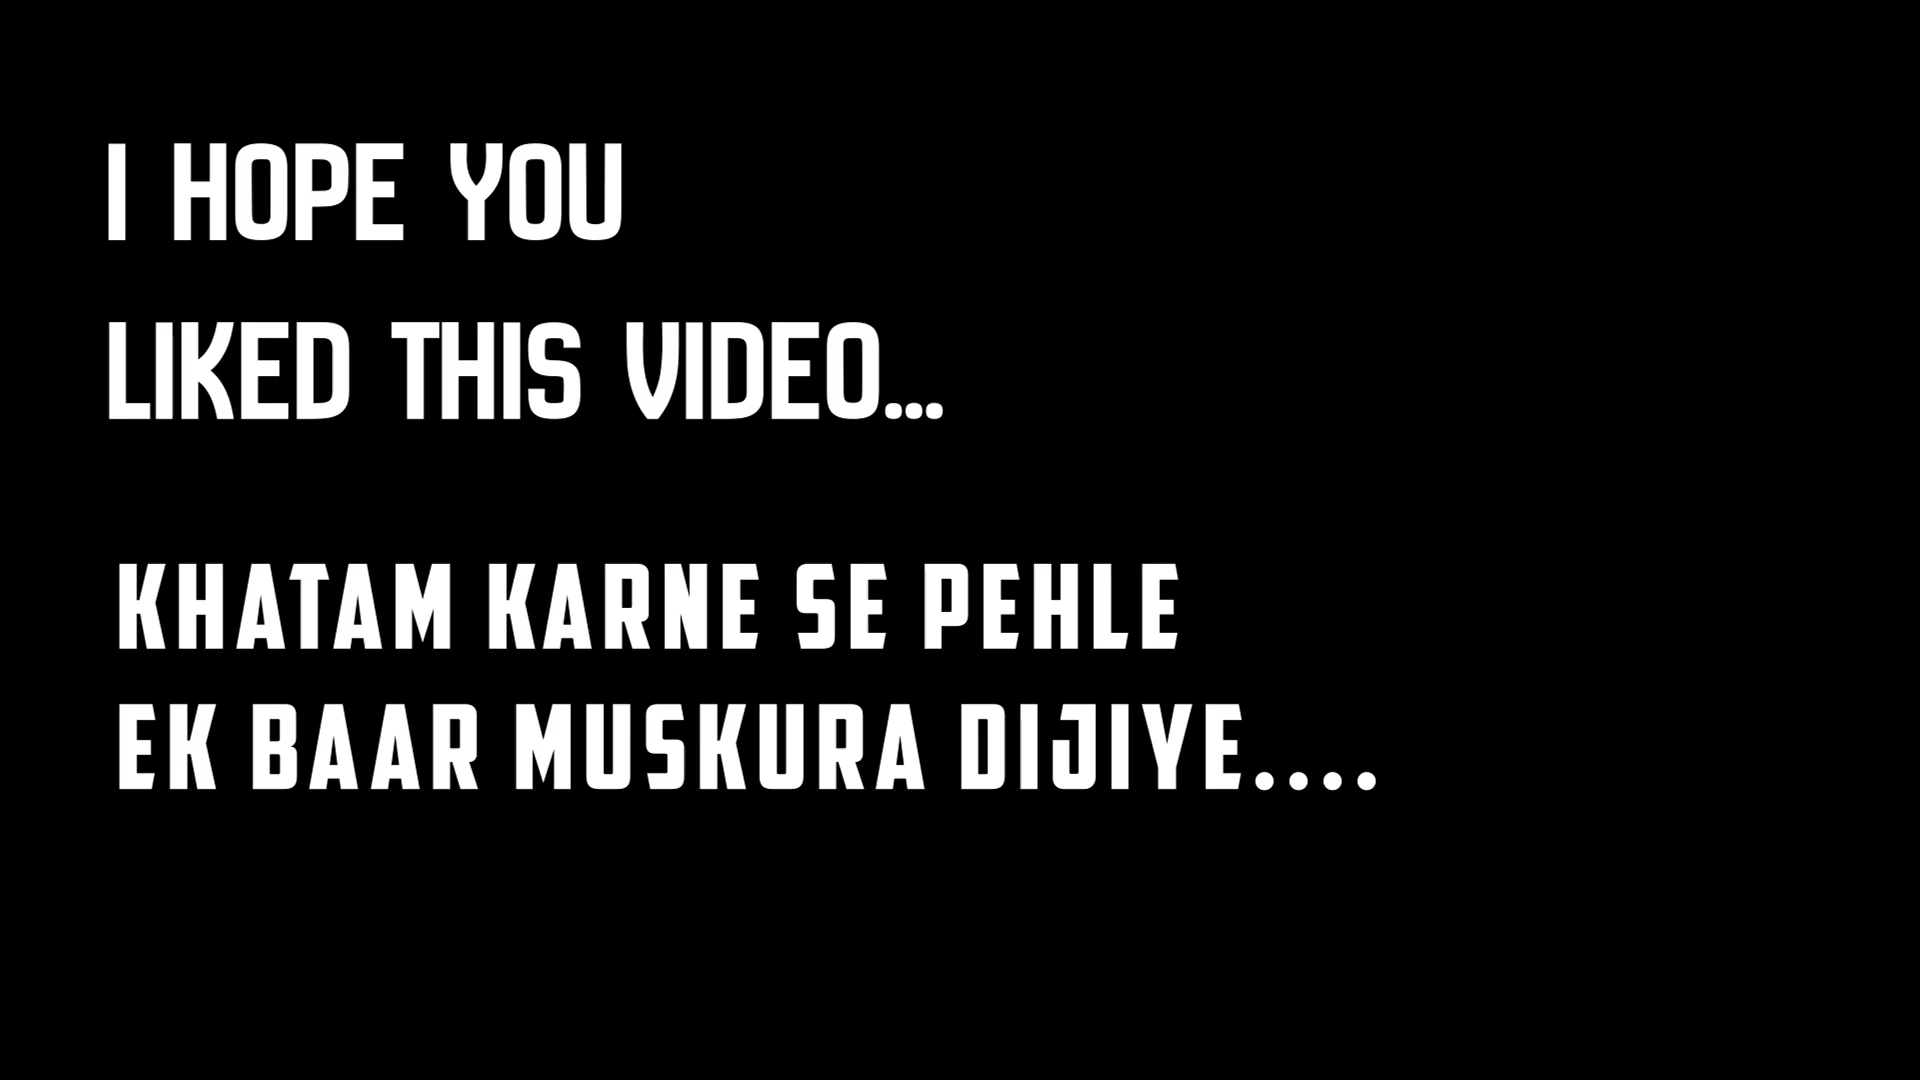 I HOPE YOU
LIKED THIS VIDEO...
KHATAM KARNE SE PEHLE
EK BAAR MUSKURA DIJIYE....